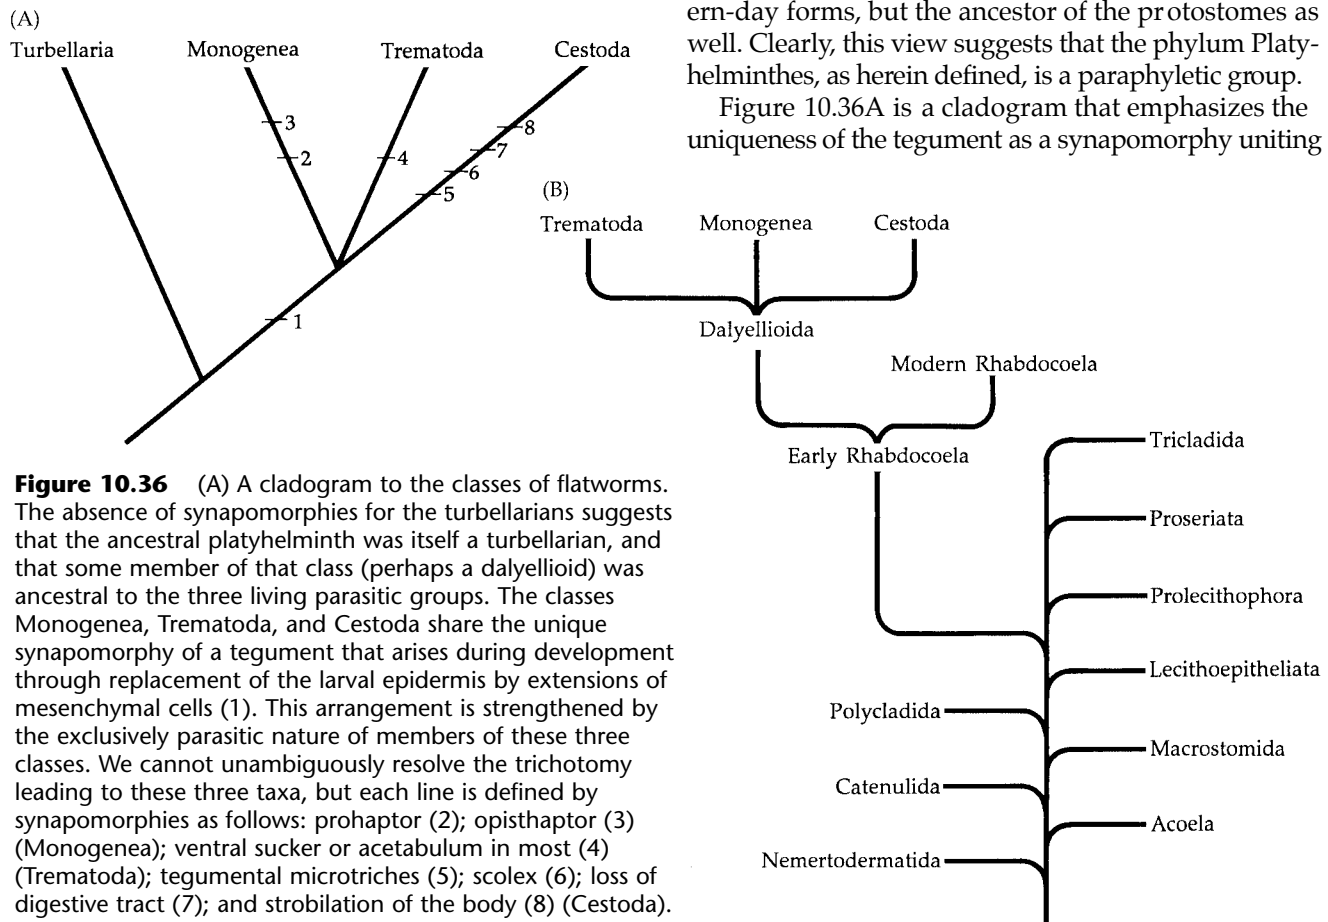 (A)
Turbellaria Monogenea Trematoda Cestoda
3
2
4
8
7
6
5
1
Figure 10.36 (A) A cladogram to the classes of flatworms.
The absence of synapomorphies for the turbellarians suggests
that the ancestral platyhelminth was itself a turbellarian, and
that some member of that class (perhaps a dalyellioid) was
ancestral to the three living parasitic groups. The classes
Monogenea, Trematoda, and Cestoda share the unique
synapomorphy of a tegument that arises during development
through replacement of the larval epidermis by extensions of
mesenchymal cells (1). This arrangement is strengthened by
the exclusively parasitic nature of members of these three
classes. We cannot unambiguously resolve the trichotomy
leading to these three taxa, but each line is defined by
synapomorphies as follows: prohaptor (2); opisthaptor (3)
(Monogenea); ventral sucker or acetabulum in most (4)
(Trematoda); tegumental microtriches (5); scolex (6); loss of
digestive tract (7); and strobilation of the body (8) (Cestoda).
ern-day forms, but the ancestor of the protostomes as
well. Clearly, this view suggests that the phylum Platy-
helminthes, as herein defined, is a paraphyletic group.
Figure 10.36A is a cladogram that emphasizes the
uniqueness of the tegument as a synapomorphy uniting
(B)
Trematoda Monogenea Cestoda
Dalyellioida
Modern Rhabdocoela
Early Rhabdocoela
Tricladida
Proseriata
Prolecithophora
Lecithoepitheliata
Polycladida
Macrostomida
Catenulida
Acoela
Nemertodermatida